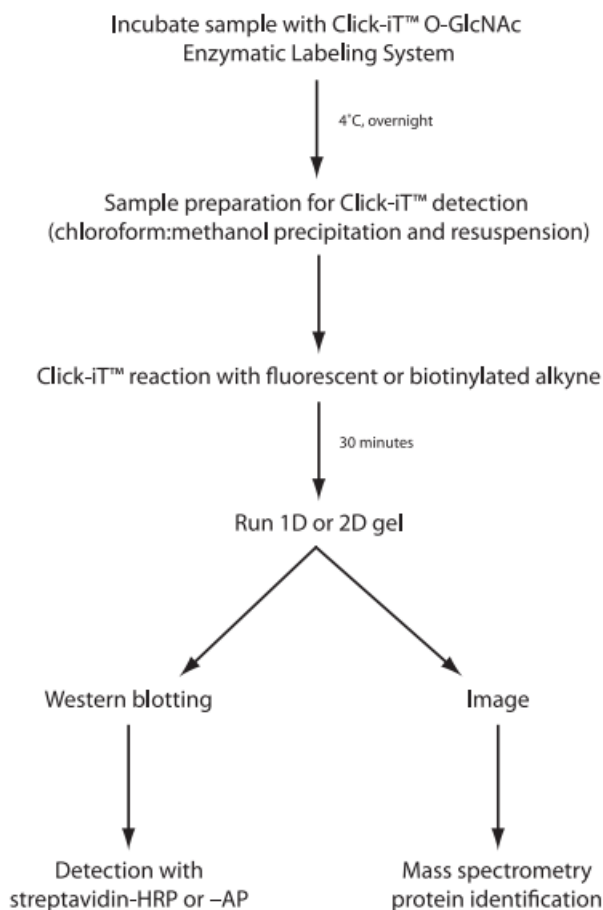 Incubate sample with Click-iT™ O-GlcNAc
Enzymatic Labeling System
4˚C, overnight
Sample preparation for Click-iT™ detection
(chloroform:methanol precipitation and resuspension)
Click-iT™ reaction with fluorescent or biotinylated alkyne
30 minutes
Run 1D or 2D gel
Western blotting
Image
Detection with
streptavidin-HRP or –AP
Mass spectrometry
protein identification